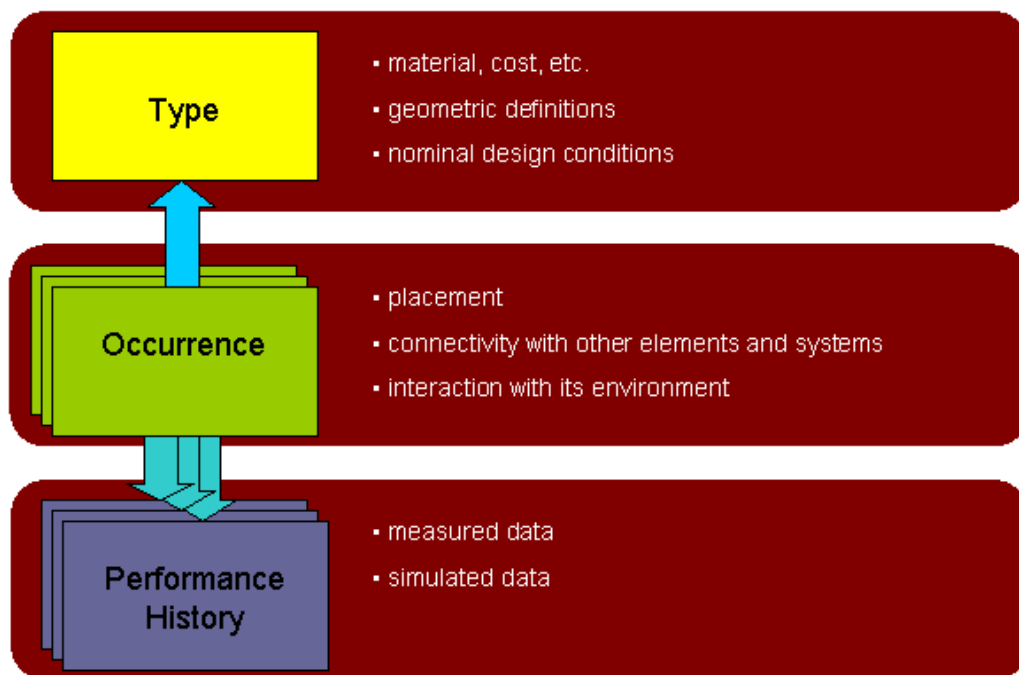 Type
▪ material, cost, etc.
▪ geometric definitions
▪ nominal design conditions
Occurrence
▪ placement
▪ connectivity with other elements and systems
▪ interaction with its environment
Performance
History
▪ measured data
▪ simulated data